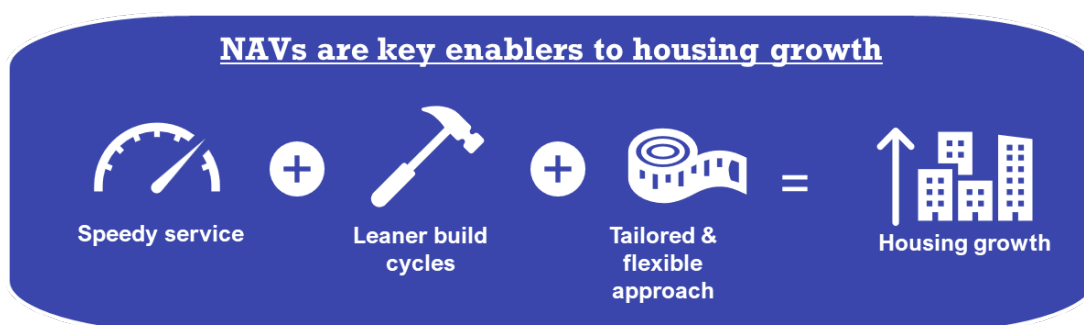 NAVs are key enablers to housing growth
+
+
=
Speedy service
Leaner build
cycles
Tailored &
flexible
approach
Housing growth